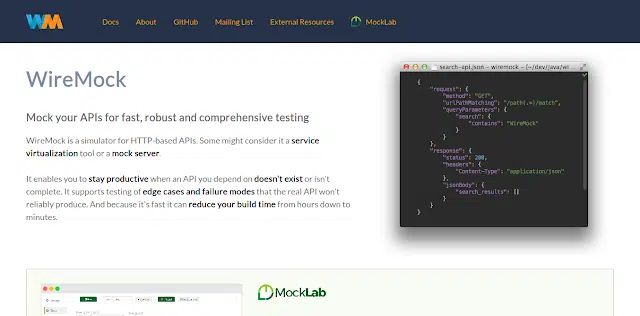 WM
Docs
About
GitHub
Mailing List
External Resources
MockLab
WireMock
Mock your APIs for fast, robust and comprehensive testing
WireMock is a simulator for HTTP-based APIs. Some might consider it a service
virtualization tool or a mock server.
It enables you to stay productive when an API you depend on doesn't exist or isn't
complete. It supports testing of edge cases and failure modes that the real API won't
reliably produce. And because it's fast it can reduce your build time from hours down to
minutes.
search-api.json – wiremock – [~/dev/java/wi...
{
"request": {
"method": "GET",
"urlPathMatching": "/path(.*)/match",
"queryParameters": {
"search": {
"contains": "WireMock"
}
}
},
"response": {
"status": 200,
"headers": {
"Content-Type": "application/json"
},
"jsonBody": {
"search_results": []
}
}
}
MockLab